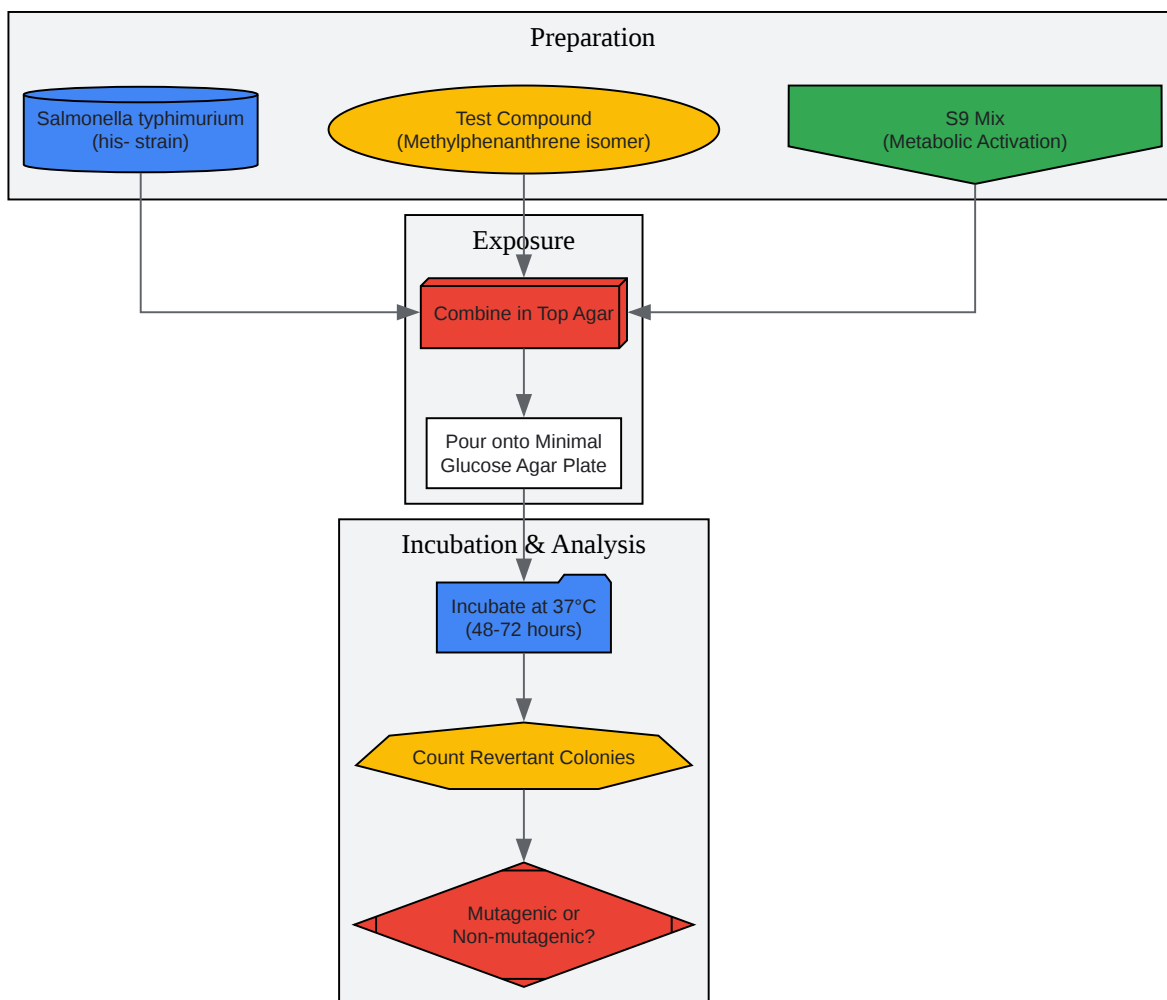 Preparation
Salmonella typhimurium
(his- strain)
Test Compound
(Methylphenanthrene isomer)
S9 Mix
(Metabolic Activation)
Exposure
Combine in Top Agar
Pour onto Minimal
Glucose Agar Plate
Incubation & Analysis
Incubate at 37°C
(48-72 hours)
Count Revertant Colonies
Mutagenic or
Non-mutagenic?